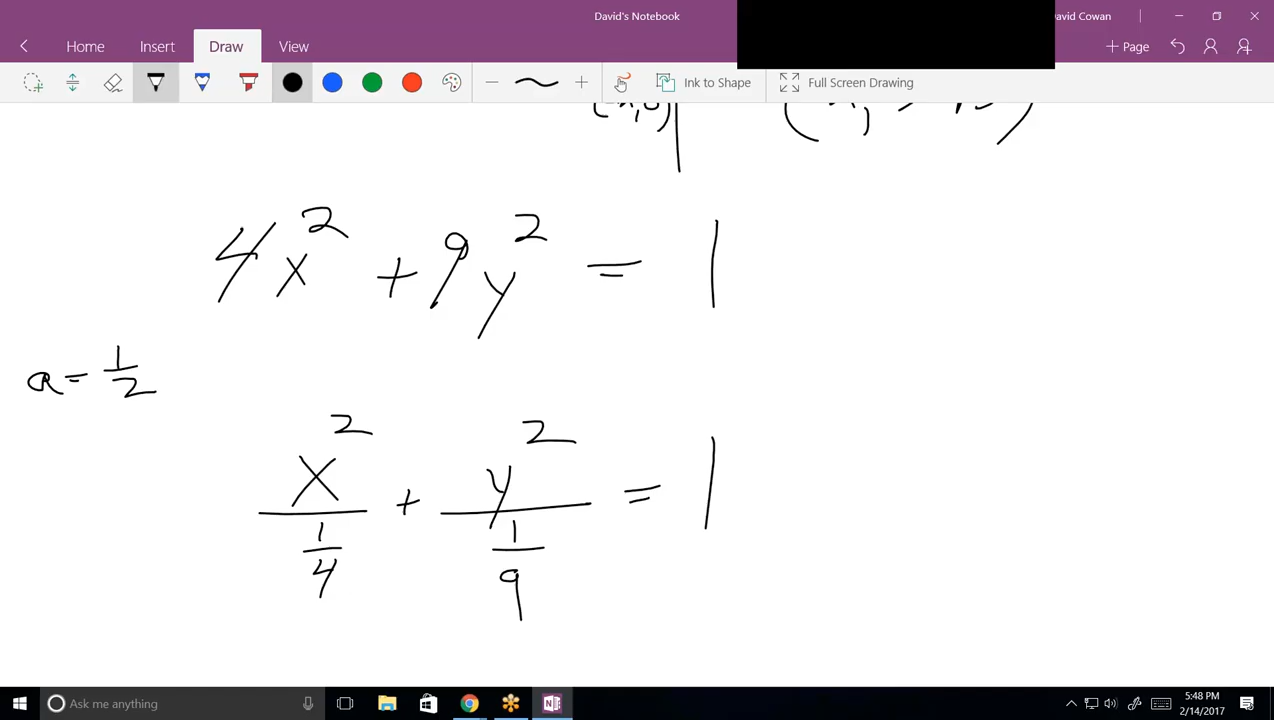 David's Notebook
David Cowan
Home Insert Draw View
Page
Ink to Shape Full Screen Drawing
4x² + 9y² = 1
a = 1/2
x²/(1/4) + y²/(1/9) = 1
Ask me anything
5:48 PM
2/14/2017